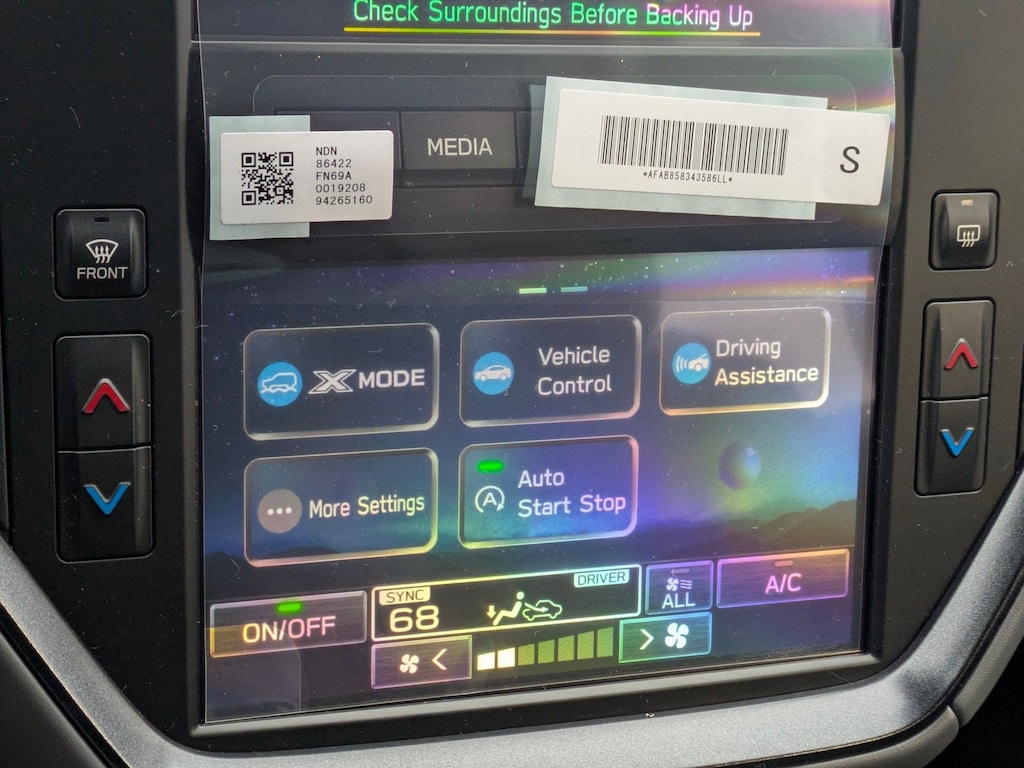 Check Surroundings Before Backing Up
MEDIA
NDN
86422
FN69A
0019208
94265160
*AFAB858343586LL*
S
FRONT
X MODE
Vehicle
Control
Driving
Assistance
More Settings
A
Auto
Start Stop
ON/OFF
SYNC
68
DRIVER
ALL
A/C